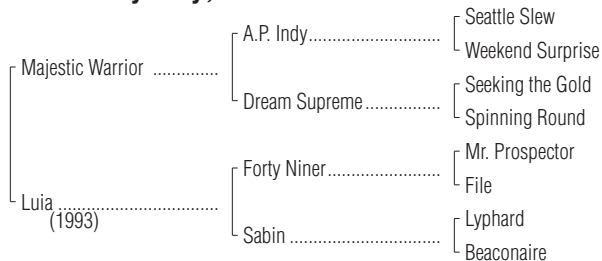 Seattle Slew
A.P. Indy..............................
Weekend Surprise
Majestic Warrior ..............
Seeking the Gold
Dream Supreme.................
Spinning Round
Mr. Prospector
Forty Niner.........................
File
Luia ...................................
(1993)
Lyphard
Sabin .................................
Beaconaire